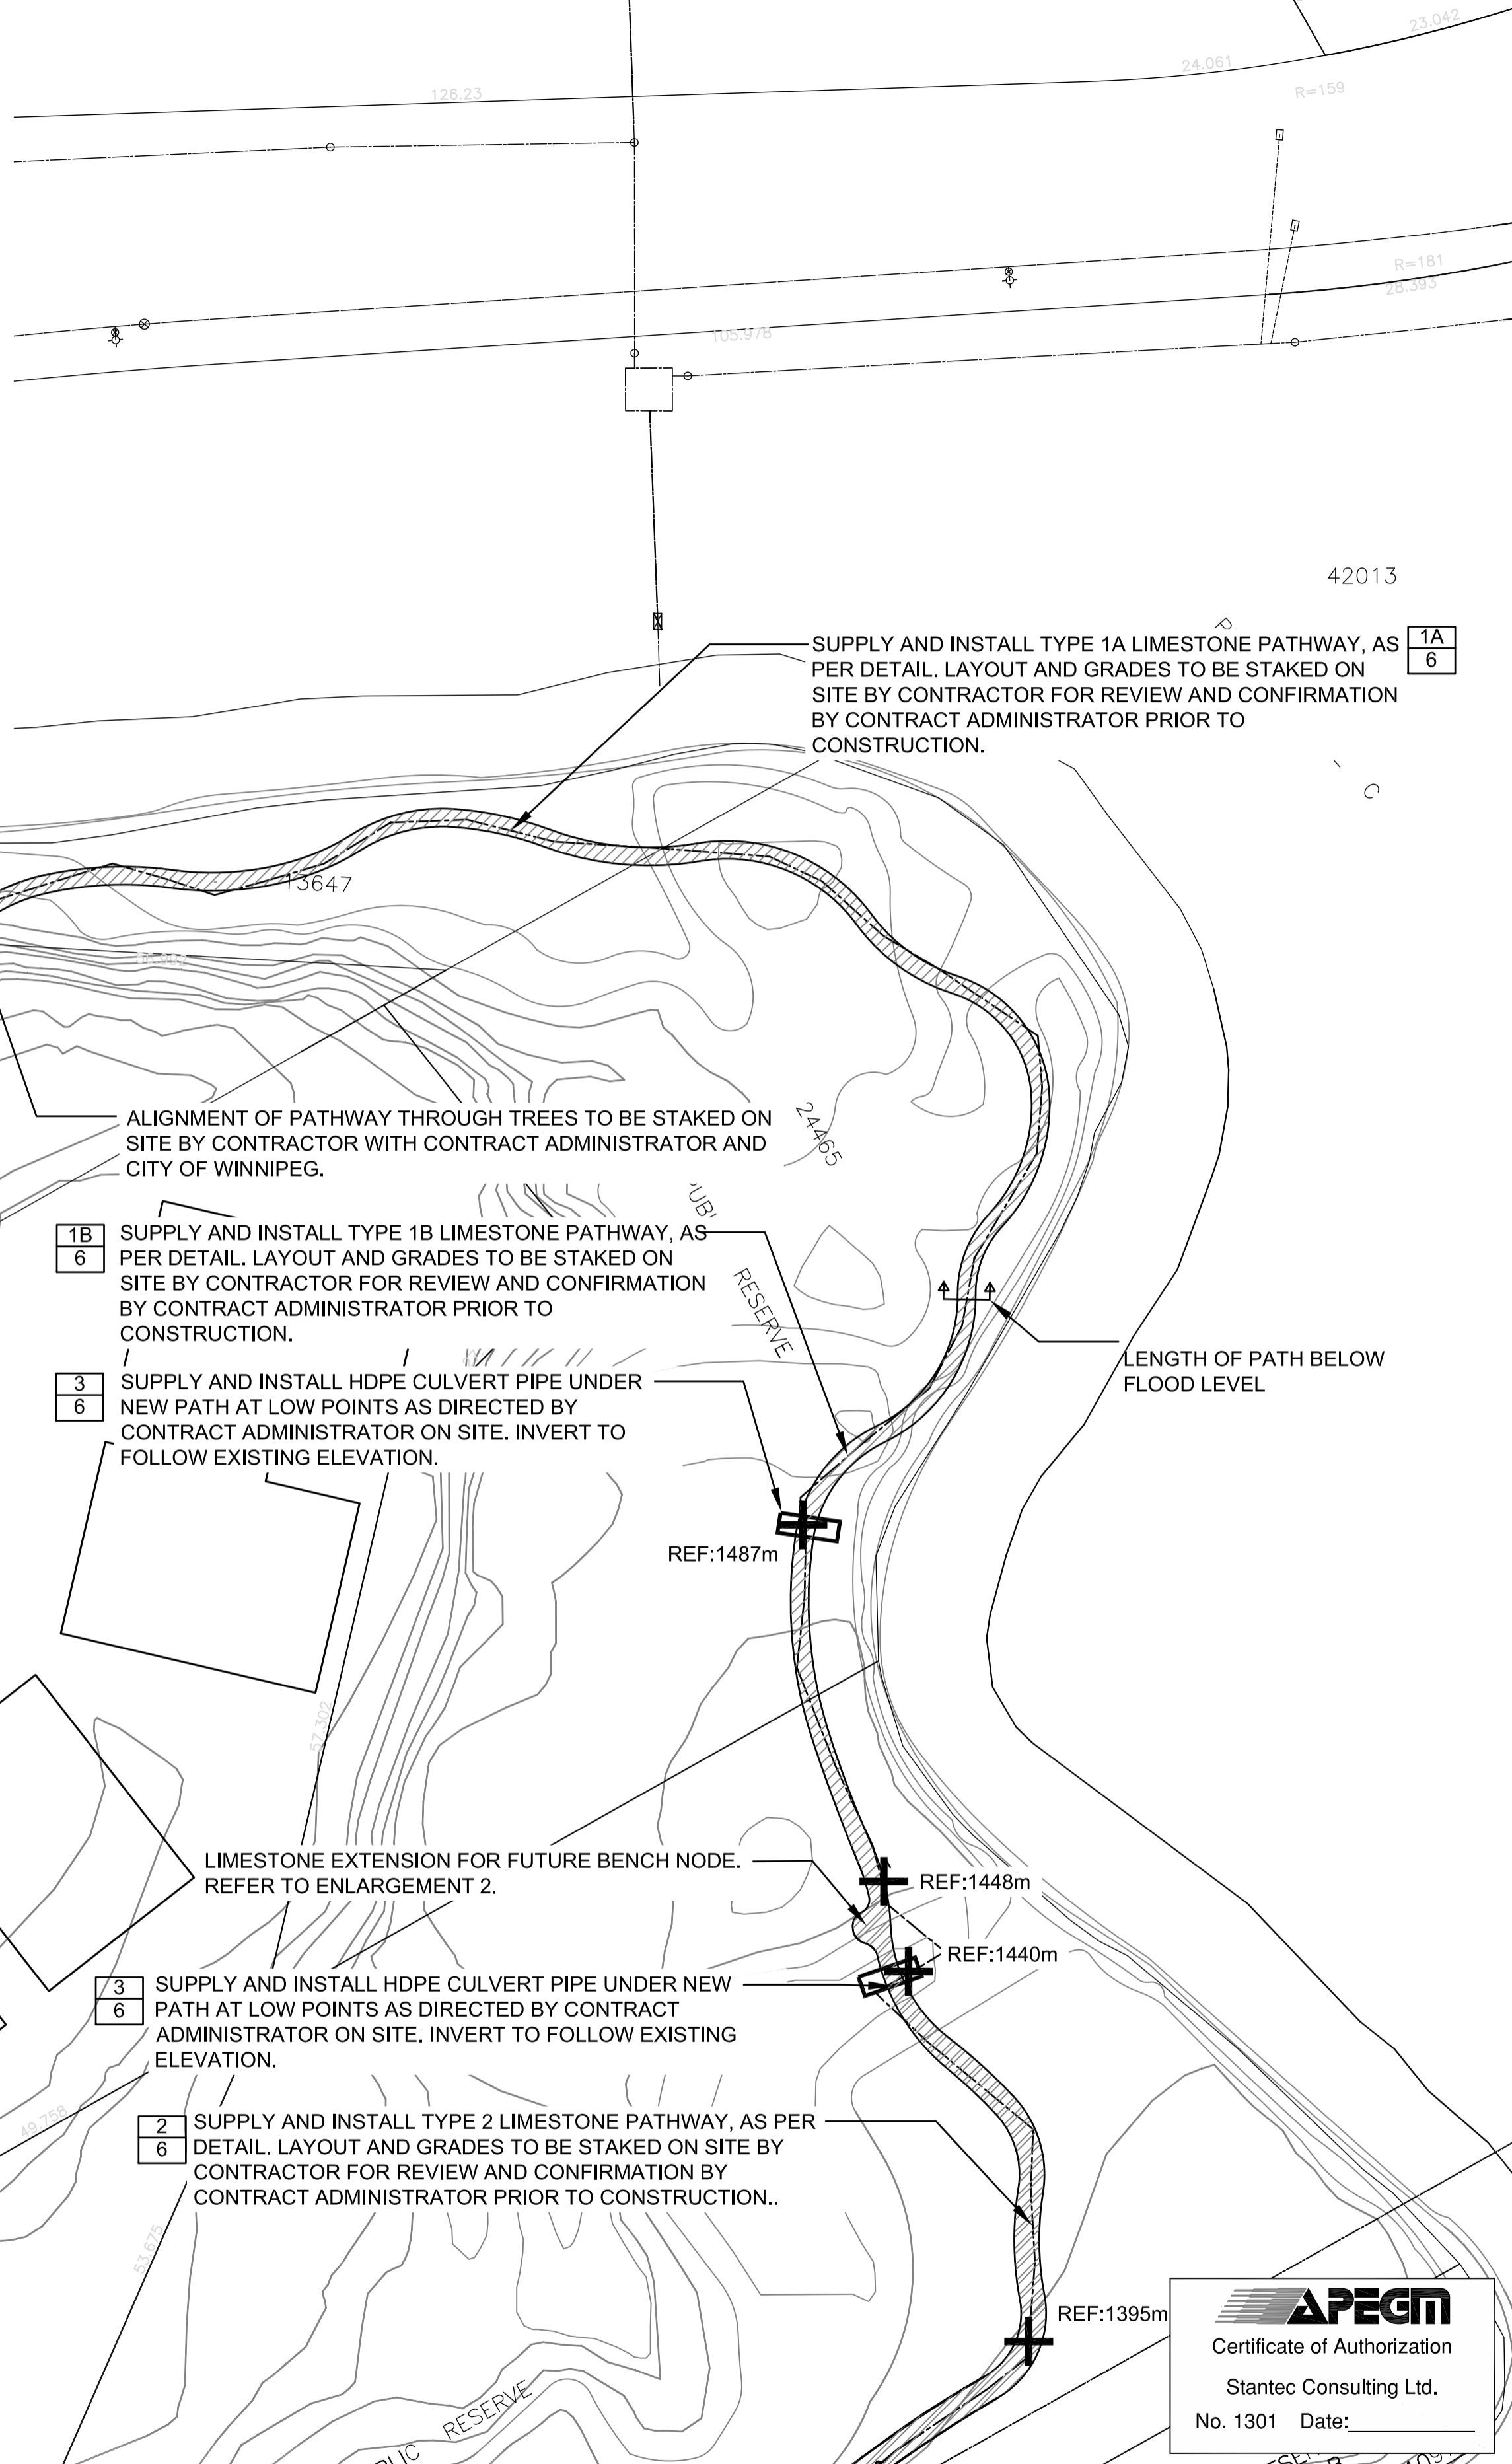 23.042
24.061
126.23
R=159
R=181
28.393
105.978
42013
SUPPLY AND INSTALL TYPE 1A LIMESTONE PATHWAY, AS
PER DETAIL. LAYOUT AND GRADES TO BE STAKED ON
SITE BY CONTRACTOR FOR REVIEW AND CONFIRMATION
BY CONTRACT ADMINISTRATOR PRIOR TO
CONSTRUCTION.
1A
6
C
13647
ALIGNMENT OF PATHWAY THROUGH TREES TO BE STAKED ON
SITE BY CONTRACTOR WITH CONTRACT ADMINISTRATOR AND
CITY OF WINNIPEG.
24465
1B
6
SUPPLY AND INSTALL TYPE 1B LIMESTONE PATHWAY, AS
PER DETAIL. LAYOUT AND GRADES TO BE STAKED ON
SITE BY CONTRACTOR FOR REVIEW AND CONFIRMATION
BY CONTRACT ADMINISTRATOR PRIOR TO
CONSTRUCTION.
RESERVE
LENGTH OF PATH BELOW
FLOOD LEVEL
3
6
SUPPLY AND INSTALL HDPE CULVERT PIPE UNDER
NEW PATH AT LOW POINTS AS DIRECTED BY
CONTRACT ADMINISTRATOR ON SITE. INVERT TO
FOLLOW EXISTING ELEVATION.
REF:1487m
57.302
LIMESTONE EXTENSION FOR FUTURE BENCH NODE.
REFER TO ENLARGEMENT 2.
REF:1448m
REF:1440m
3
6
SUPPLY AND INSTALL HDPE CULVERT PIPE UNDER NEW
PATH AT LOW POINTS AS DIRECTED BY CONTRACT
ADMINISTRATOR ON SITE. INVERT TO FOLLOW EXISTING
ELEVATION.
49.758
2
6
SUPPLY AND INSTALL TYPE 2 LIMESTONE PATHWAY, AS PER
DETAIL. LAYOUT AND GRADES TO BE STAKED ON SITE BY
CONTRACTOR FOR REVIEW AND CONFIRMATION BY
CONTRACT ADMINISTRATOR PRIOR TO CONSTRUCTION..
53.675
REF:1395m
RESERVE
APEGM
Certificate of Authorization
Stantec Consulting Ltd.
No. 1301 Date: